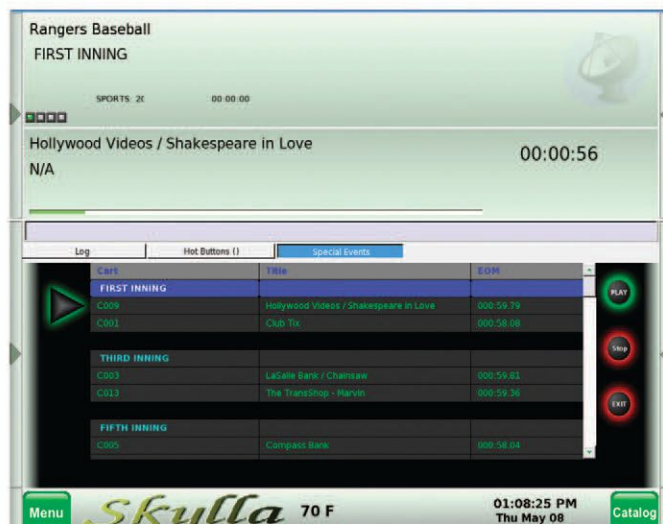 Rangers Baseball
FIRST INNING
SPORTS 20 00:00:00
Hollywood Videos / Shakespeare in Love 00:00:56
N/A
Log Hot Buttons () Special Events
Cart Title EOM
FIRST INNING
C009 Hollywood Videos / Shakespeare in Love 000:59.79
C001 Club Tix 000:58.08
THIRD INNING
C003 LaSalle Bank / Chainsaw 000:59.81
C013 The TransShop - Marvin 000:59.36
FIFTH INNING
C005 Compass Bank 000:58.04
PLAY
Stop
EXIT
Menu Skylla 70 F 01:08:25 PM Catalog
Thu May 08